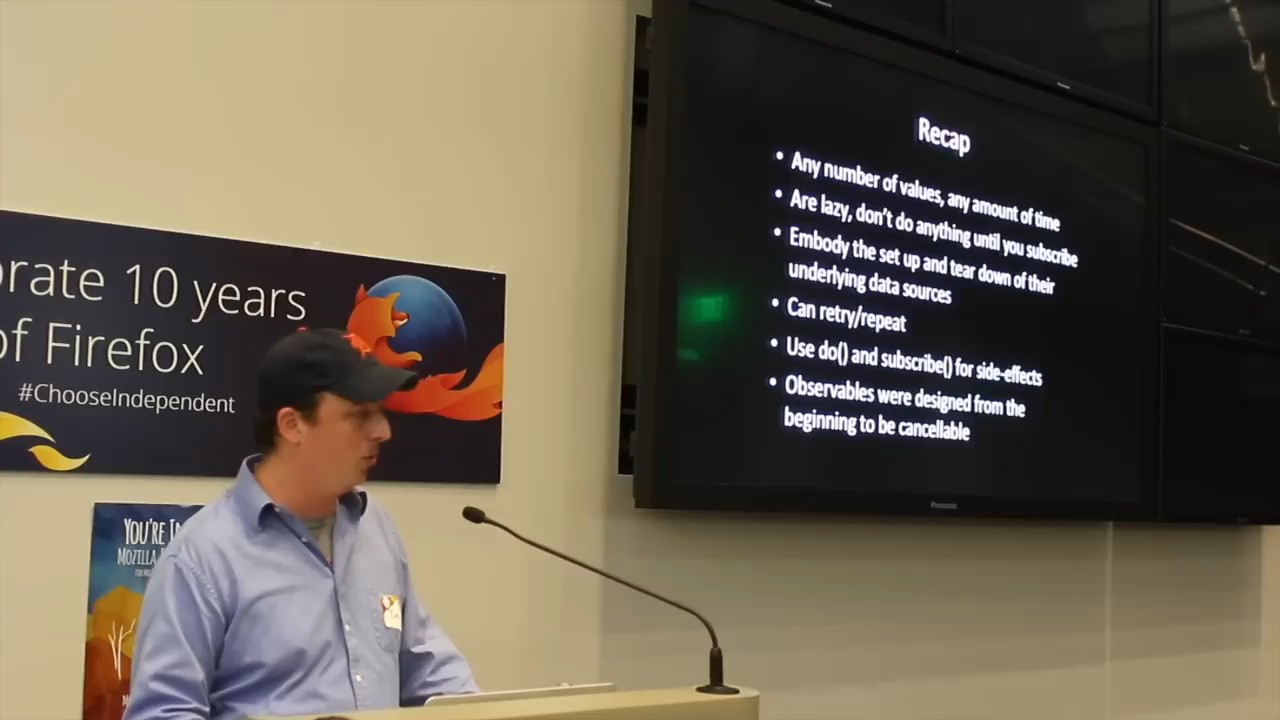 Recap
• Any number of values, any amount of time
• Are lazy, don't do anything until you subscribe
• Embody the set up and tear down of their
underlying data sources
• Can retry/repeat
• Use do() and subscribe() for side-effects
• Observables were designed from the
beginning to be cancellable
Panasonic
10 years
of Firefox
#ChooseIndependent
YOU'RE
MOZILLA